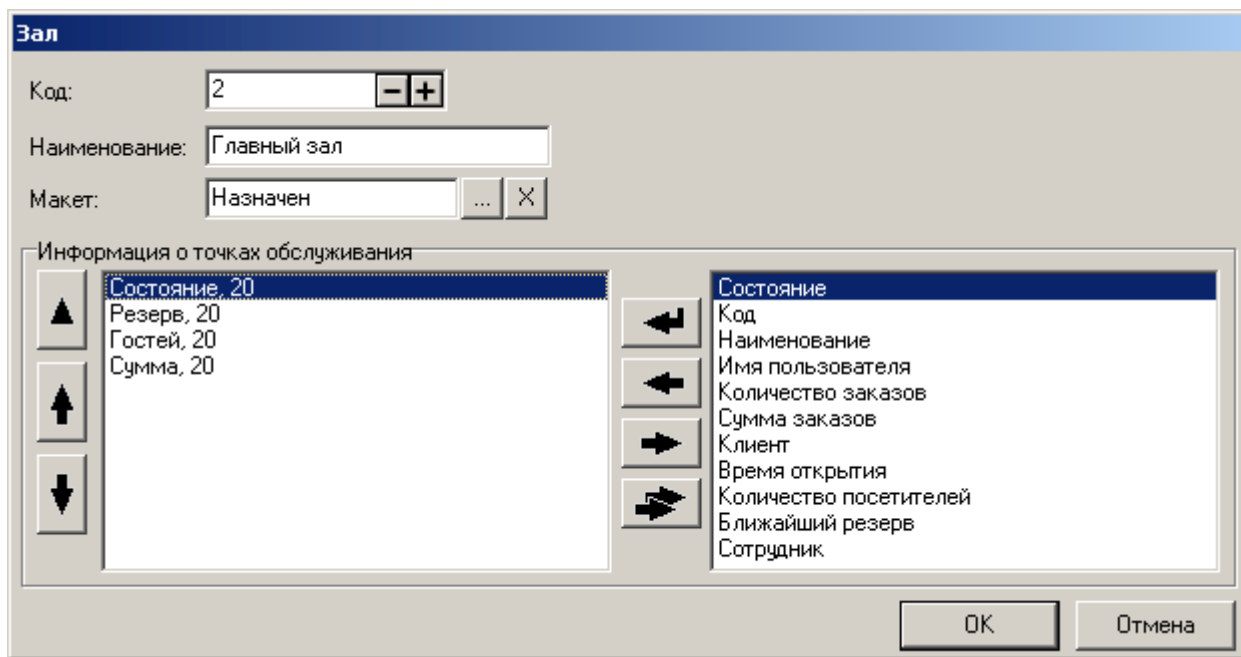 Зал
Код: 2
Наименование: Главный зал
Макет: Назначен ... X
Информация о точках обслуживания
Состояние, 20
Резерв, 20
Гостей, 20
Сумма, 20
Состояние
Код
Наименование
Имя пользователя
Количество заказов
Сумма заказов
Клиент
Время открытия
Количество посетителей
Ближайший резерв
Сотрудник
OK Отмена